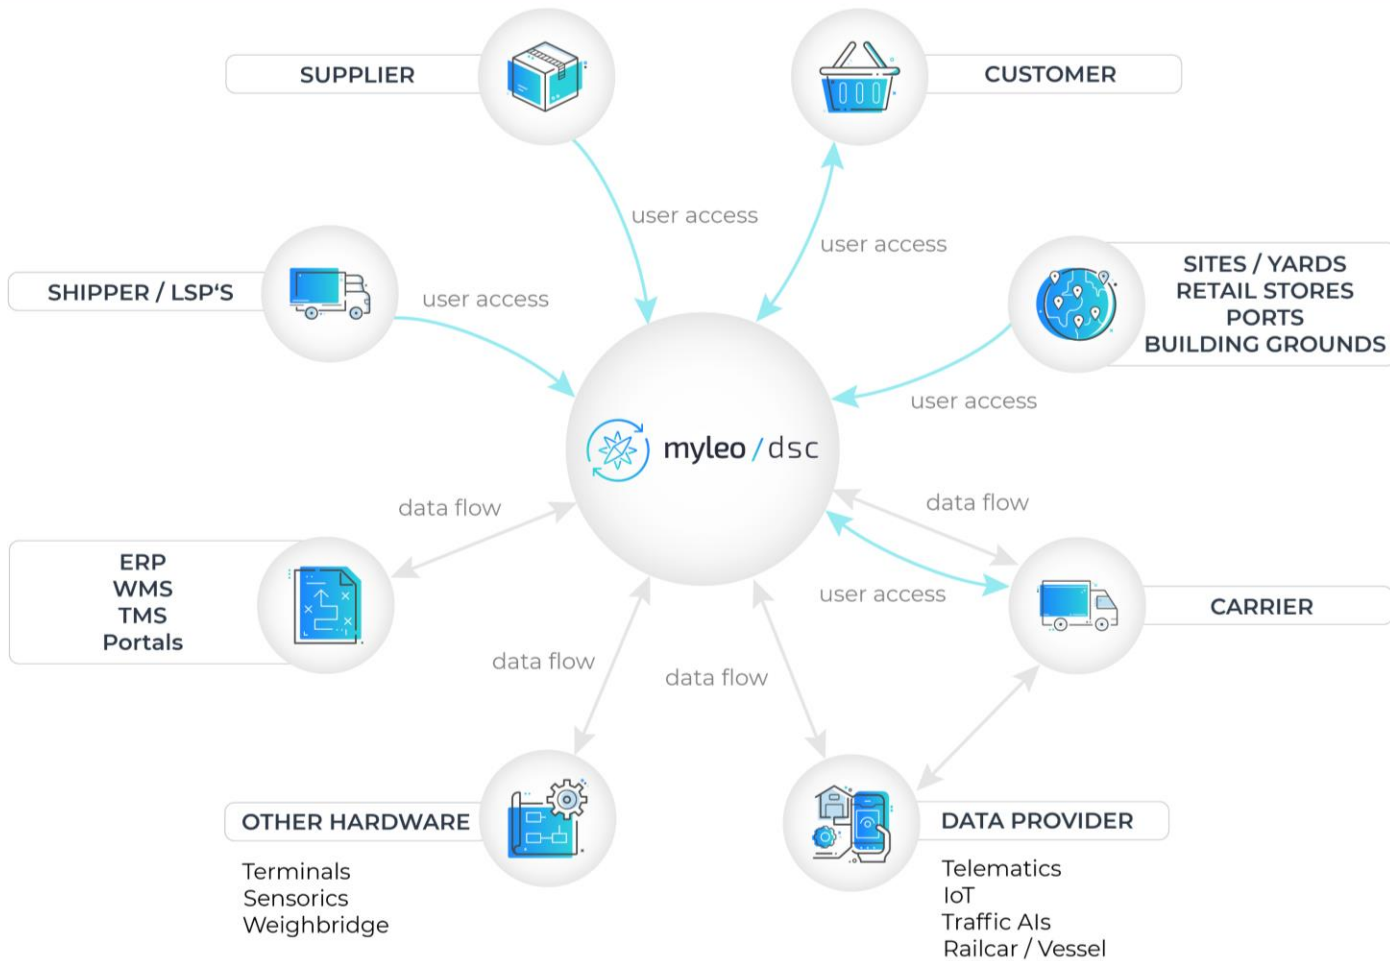 SUPPLIER
CUSTOMER
user access
user access
SHIPPER / LSP‘S
user access
SITES / YARDS
RETAIL STORES
PORTS
BUILDING GROUNDS
user access
myleo / dsc
data flow
data flow
ERP
WMS
TMS
Portals
user access
CARRIER
data flow
data flow
OTHER HARDWARE
Terminals
Sensorics
Weighbridge
DATA PROVIDER
Telematics
IoT
Traffic AIs
Railcar / Vessel